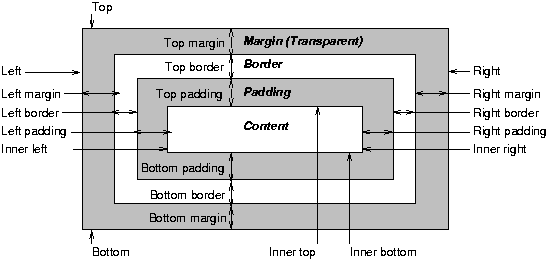 Top
Top margin
Margin (Transparent)
Top border
Border
Left
Right
Left margin
Top padding
Padding
Right margin
Left border
Right border
Left padding
Content
Right padding
Inner left
Inner right
Bottom padding
Bottom border
Bottom margin
Bottom
Inner top
Inner bottom